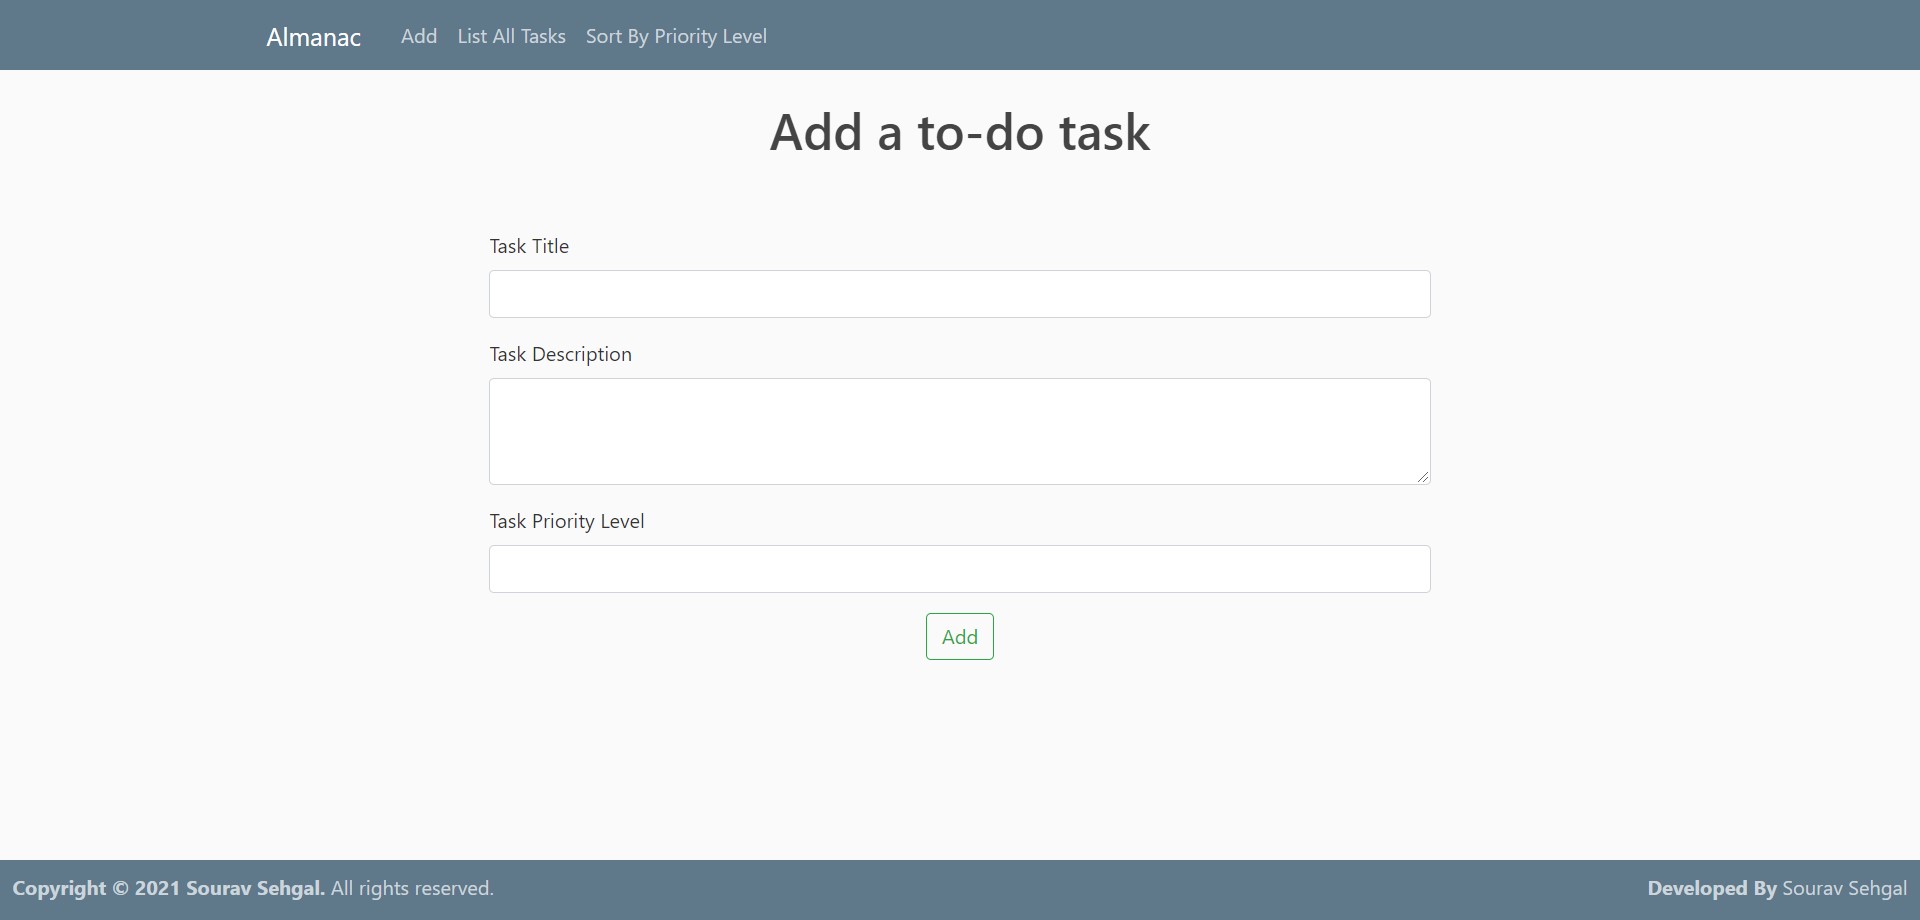 Almanac Add List All Tasks Sort By Priority Level
Add a to-do task
Task Title
Task Description
Task Priority Level
Add
Copyright © 2021 Sourav Sehgal. All rights reserved. Developed By Sourav Sehgal